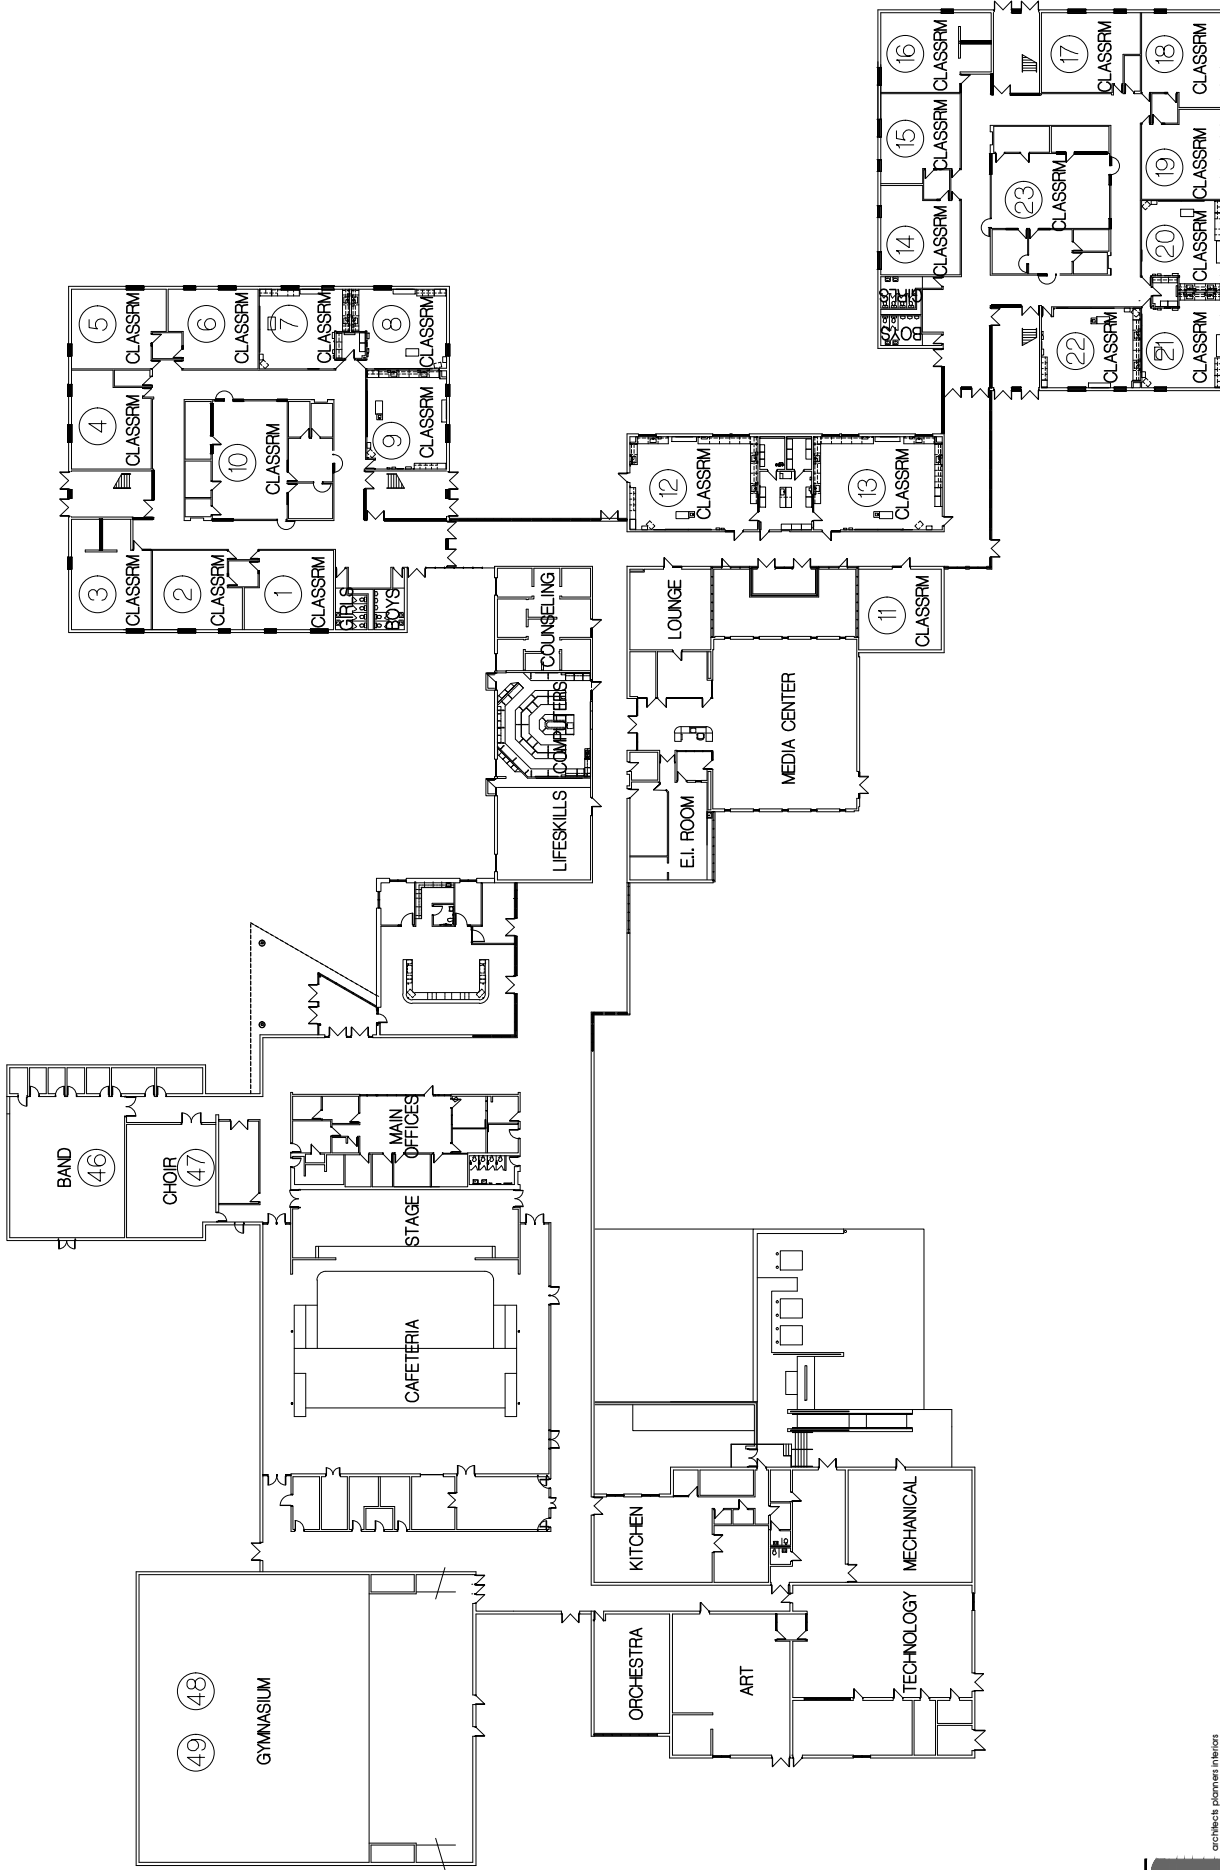 16
CLASSRM
17
CLASSRM
18
CLASSRM
15
CLASSRM
19
CLASSRM
23
CLASSRM
14
CLASSRM
20
CLASSRM
GIRLS
BOYS
22
CLASSRM
21
CLASSRM
5
CLASSRM
6
CLASSRM
7
CLASSRM
8
CLASSRM
4
CLASSRM
9
CLASSRM
10
CLASSRM
3
CLASSRM
2
CLASSRM
1
CLASSRM
GIRLS
BOYS
12
CLASSRM
13
CLASSRM
11
CLASSRM
LOUNGE
COUNSELING
COMPUTERS
MEDIA CENTER
LIFESKILLS
E.I. ROOM
BAND
46
CHOIR
47
MAIN
OFFICES
STAGE
CAFETERIA
KITCHEN
MECHANICAL
TECHNOLOGY
ORCHESTRA
ART
48
49
GYMNASIUM
architects planners interiors